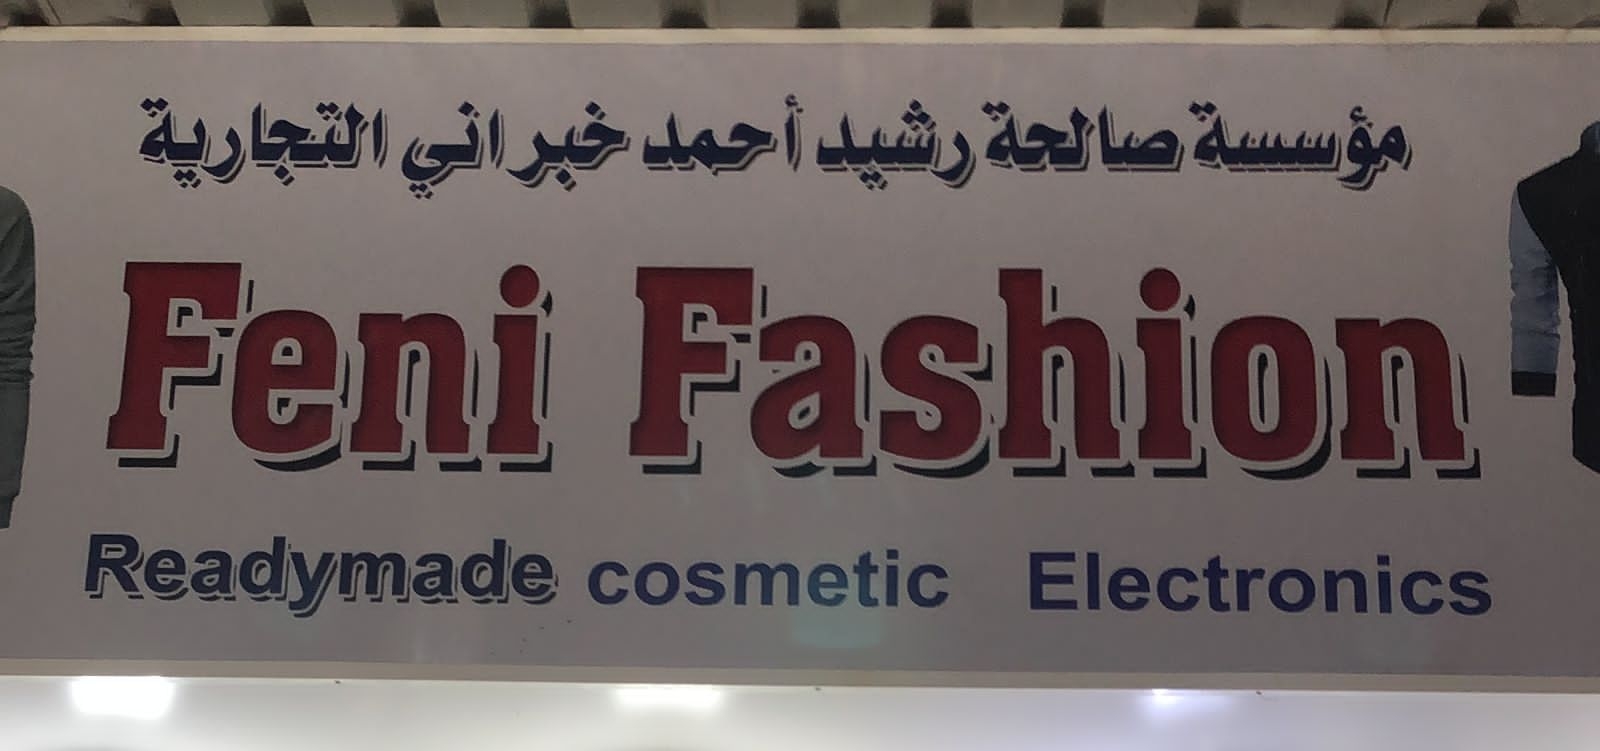 مؤسسة صالحة رشيد أحمد خبراني التجارية
Feni Fashion
Readymade cosmetic Electronics